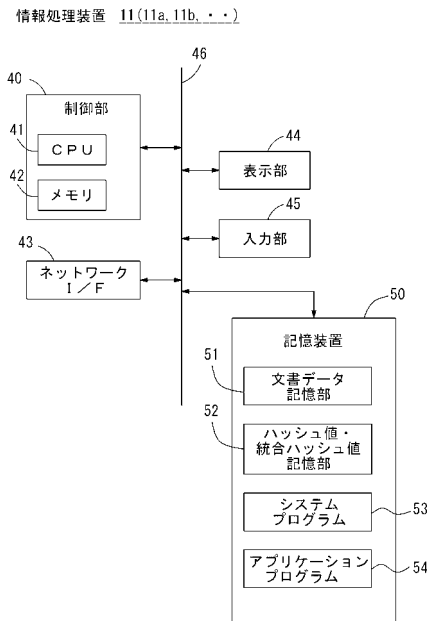 情報処理装置 11(11a, 11b, ・・)
46
40
制御部
41
CPU
42
メモリ
44
表示部
45
入力部
43
ネットワーク
I/F
50
記憶装置
51
文書データ
記憶部
52
ハッシュ値・
統合ハッシュ値
記憶部
システム
プログラム
53
アプリケーション
プログラム
54